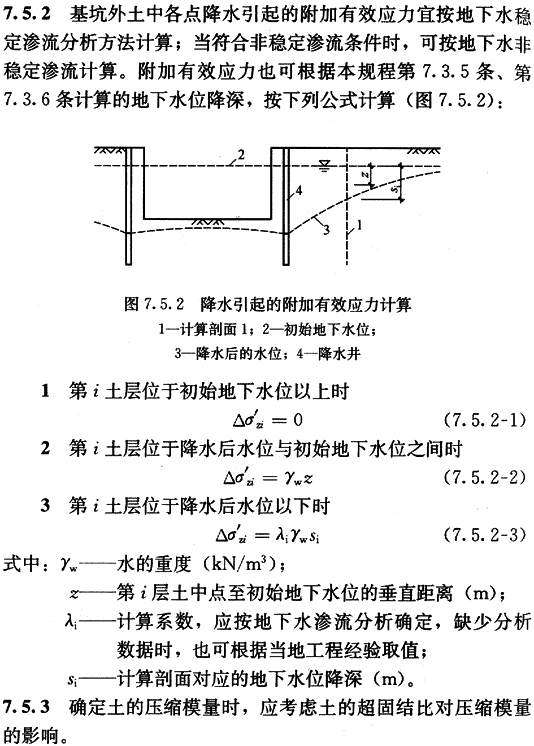 7.5.2 基坑外土中各点降水引起的附加有效应力宜按地下水稳
定渗流分析方法计算；当符合非稳定渗流条件时，可按地下水非
稳定渗流计算。附加有效应力也可根据本规程第 7.3.5 条、第
7.3.6 条计算的地下水位降深，按下列公式计算（图 7.5.2）：
2
z
sᵢ
4
3
1
图 7.5.2 降水引起的附加有效应力计算
1—计算剖面 1；2—初始地下水位；
3—降水后的水位；4—降水井
1 第 i 土层位于初始地下水位以上时
Δσ′zi = 0 (7.5.2-1)
2 第 i 土层位于降水后水位与初始地下水位之间时
Δσ′zi = γwz (7.5.2-2)
3 第 i 土层位于降水后水位以下时
Δσ′zi = λiγwsi (7.5.2-3)
式中：γw——水的重度（kN/m³）；
z——第 i 层土中点至初始地下水位的垂直距离（m）；
λi——计算系数，应按地下水渗流分析确定，缺少分析
数据时，也可根据当地工程经验取值；
si——计算剖面对应的地下水位降深（m）。
7.5.3 确定土的压缩模量时，应考虑土的超固结比对压缩模量
的影响。